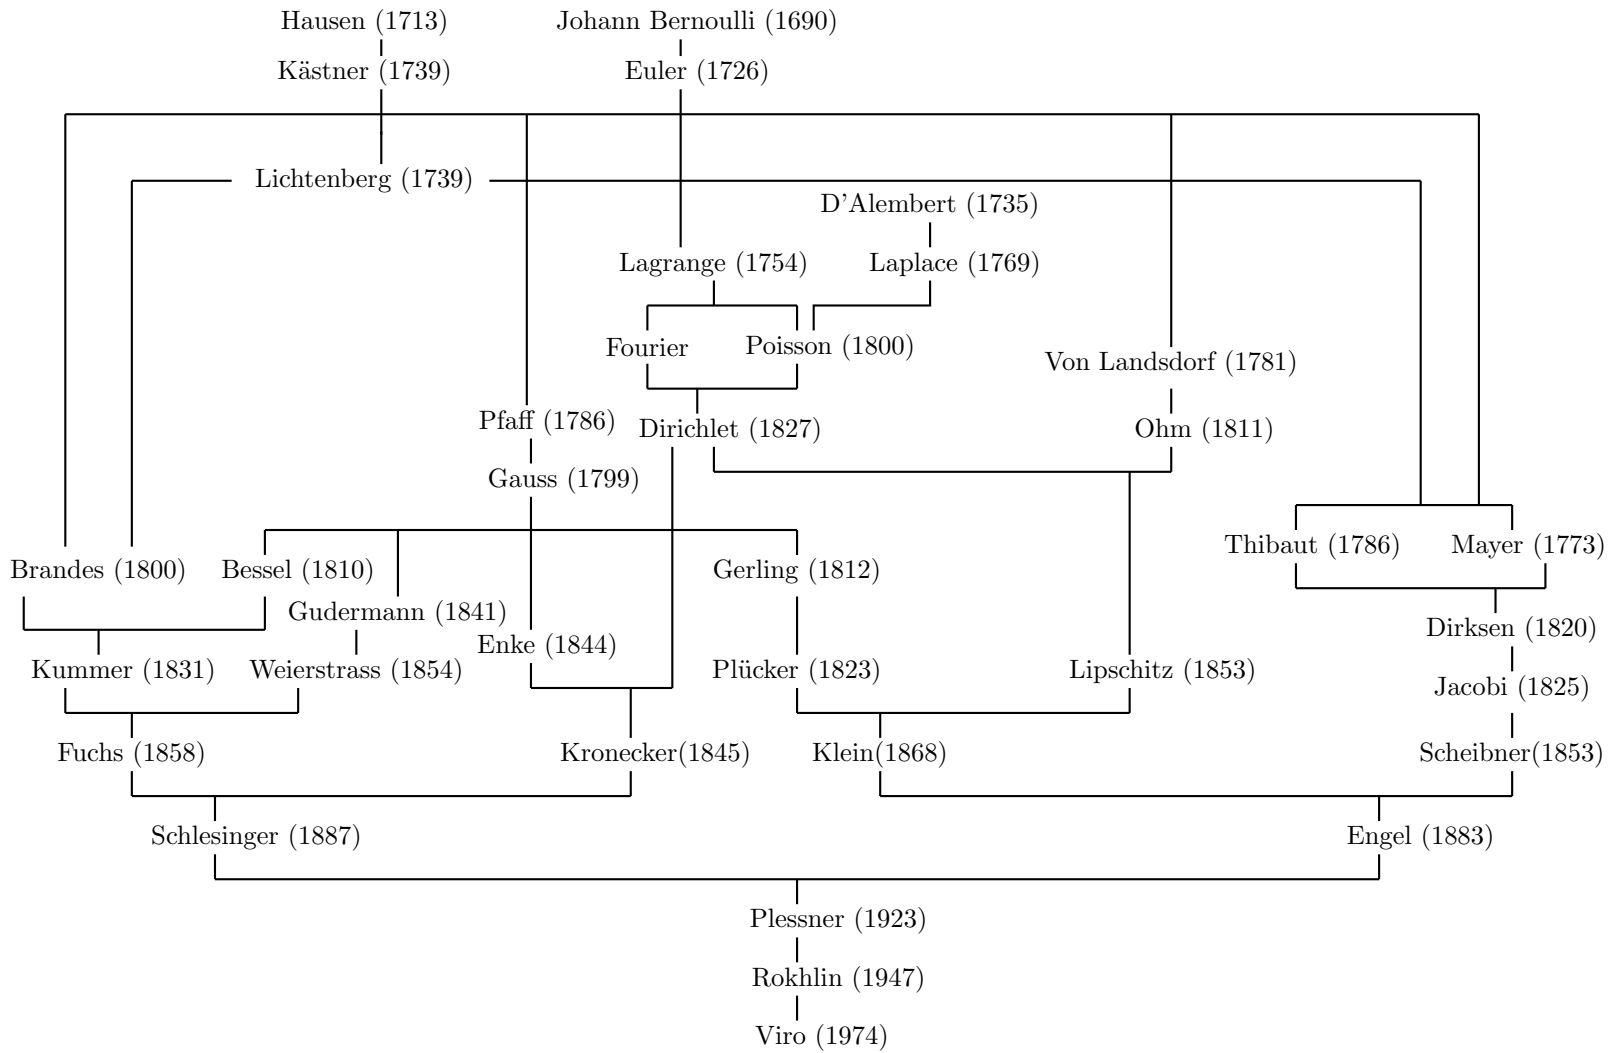 Hausen (1713)
Johann Bernoulli (1690)
Kästner (1739)
Euler (1726)
Lichtenberg (1739)
D'Alembert (1735)
Lagrange (1754)
Laplace (1769)
Fourier
Poisson (1800)
Von Landsdorf (1781)
Pfaff (1786)
Dirichlet (1827)
Ohm (1811)
Gauss (1799)
Thibaut (1786)
Mayer (1773)
Brandes (1800)
Bessel (1810)
Gerling (1812)
Gudermann (1841)
Dirksen (1820)
Enke (1844)
Kummer (1831)
Weierstrass (1854)
Plücker (1823)
Lipschitz (1853)
Jacobi (1825)
Fuchs (1858)
Kronecker(1845)
Klein(1868)
Scheibner(1853)
Schlesinger (1887)
Engel (1883)
Plessner (1923)
Rokhlin (1947)
Viro (1974)